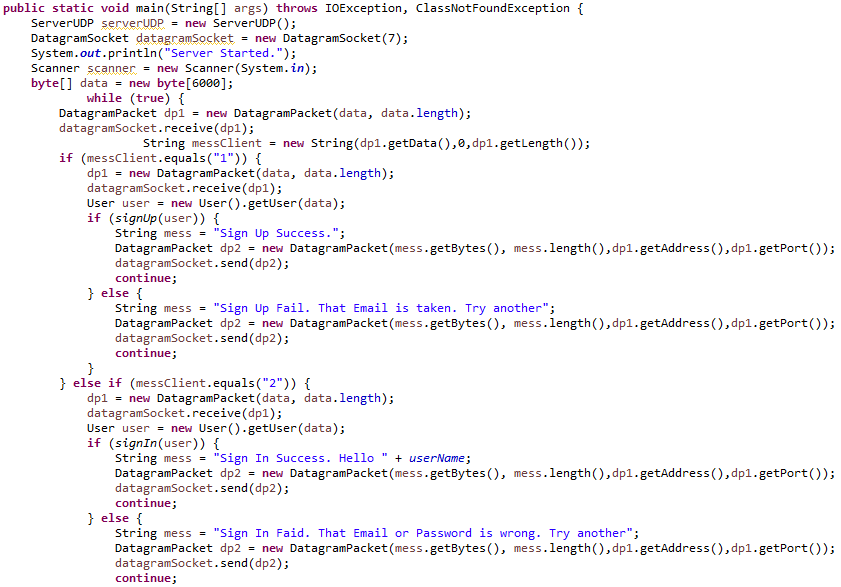 public static void main(String[] args) throws IOException, ClassNotFoundException {
    ServerUDP serverUDP = new ServerUDP();
    DatagramSocket datagramSocket = new DatagramSocket(7);
    System.out.println("Server Started.");
    Scanner scanner = new Scanner(System.in);
    byte[] data = new byte[6000];
            while (true) {
        DatagramPacket dp1 = new DatagramPacket(data, data.length);
        datagramSocket.receive(dp1);
                    String messClient = new String(dp1.getData(),0,dp1.getLength());
        if (messClient.equals("1")) {
            dp1 = new DatagramPacket(data, data.length);
            datagramSocket.receive(dp1);
            User user = new User().getUser(data);
            if (signUp(user)) {
                String mess = "Sign Up Success.";
                DatagramPacket dp2 = new DatagramPacket(mess.getBytes(), mess.length(),dp1.getAddress(),dp1.getPort());
                datagramSocket.send(dp2);
                continue;
            } else {
                String mess = "Sign Up Fail. That Email is taken. Try another";
                DatagramPacket dp2 = new DatagramPacket(mess.getBytes(), mess.length(),dp1.getAddress(),dp1.getPort());
                datagramSocket.send(dp2);
                continue;
            }
        } else if (messClient.equals("2")) {
            dp1 = new DatagramPacket(data, data.length);
            datagramSocket.receive(dp1);
            User user = new User().getUser(data);
            if (signIn(user)) {
                String mess = "Sign In Success. Hello " + userName;
                DatagramPacket dp2 = new DatagramPacket(mess.getBytes(), mess.length(),dp1.getAddress(),dp1.getPort());
                datagramSocket.send(dp2);
                continue;
            } else {
                String mess = "Sign In Faid. That Email or Password is wrong. Try another";
                DatagramPacket dp2 = new DatagramPacket(mess.getBytes(), mess.length(),dp1.getAddress(),dp1.getPort());
                datagramSocket.send(dp2);
                continue;